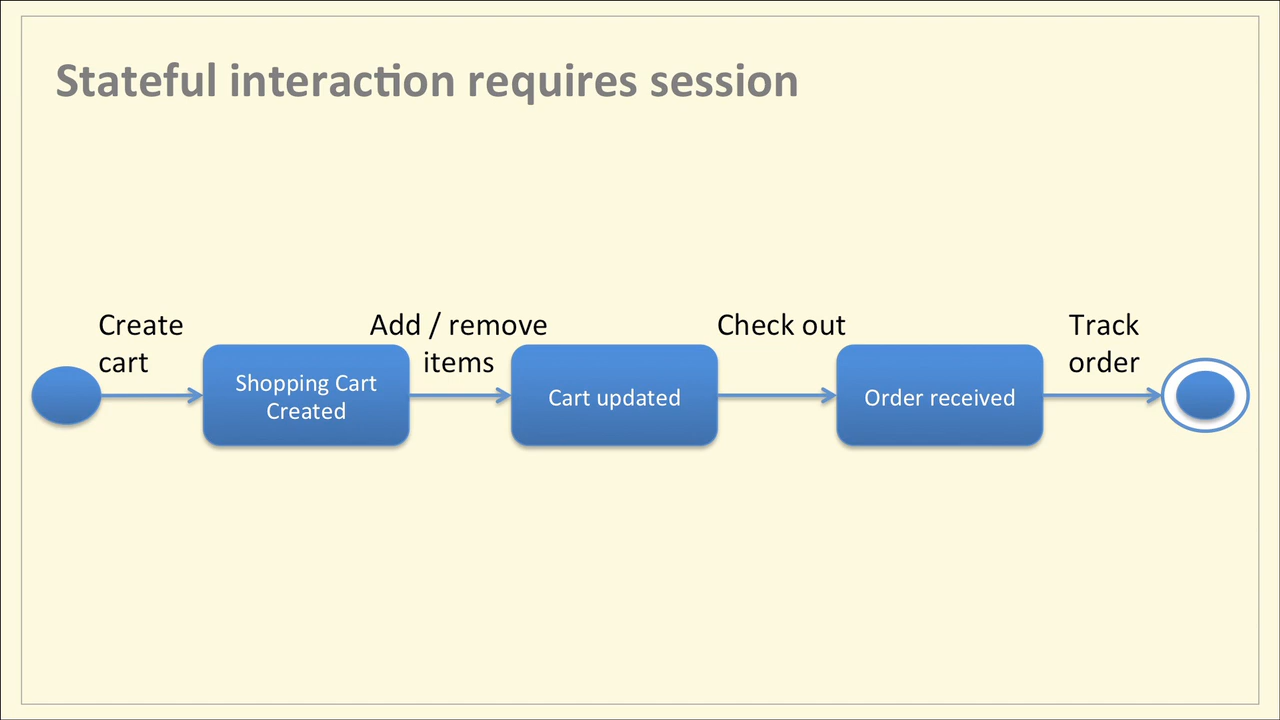 Stateful interaction requires session
Create
cart
Add / remove
items
Check out
Track
order
Shopping Cart
Created
Cart updated
Order received